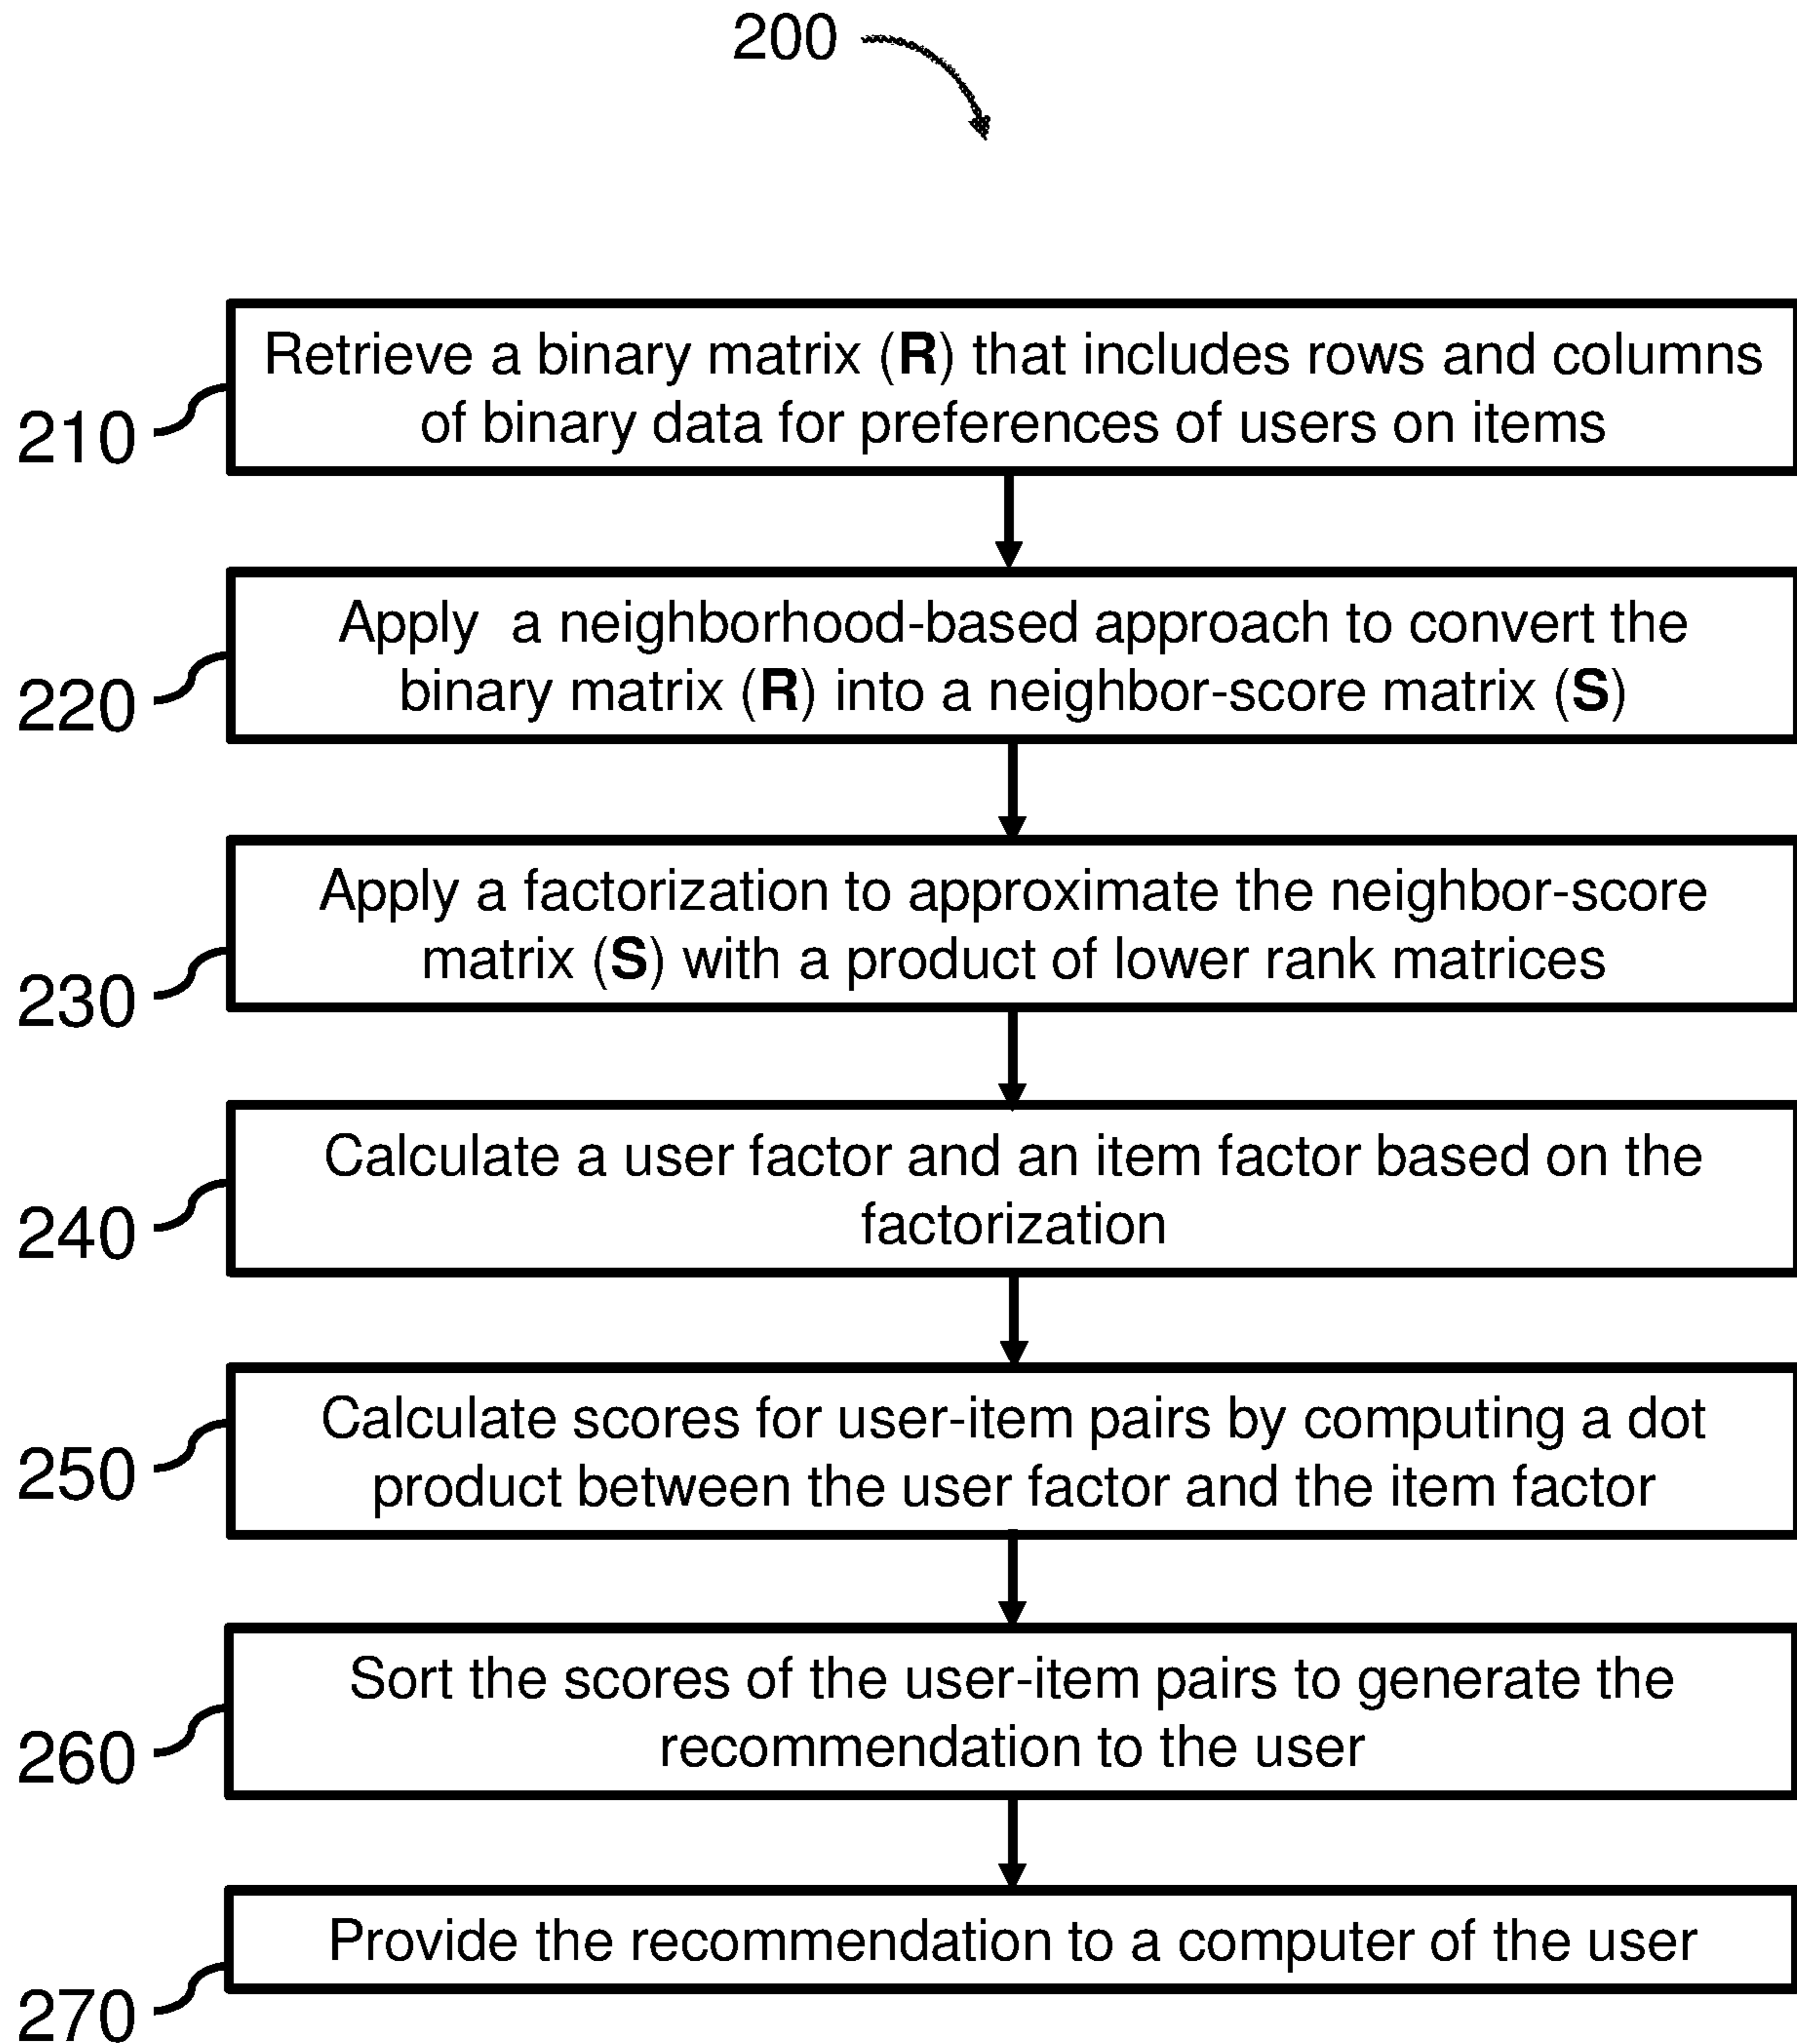 200
Retrieve a binary matrix (R) that includes rows and columns
of binary data for preferences of users on items
210
Apply a neighborhood-based approach to convert the
binary matrix (R) into a neighbor-score matrix (S)
220
Apply a factorization to approximate the neighbor-score
matrix (S) with a product of lower rank matrices
230
Calculate a user factor and an item factor based on the
factorization
240
Calculate scores for user-item pairs by computing a dot
product between the user factor and the item factor
250
Sort the scores of the user-item pairs to generate the
recommendation to the user
260
Provide the recommendation to a computer of the user
270